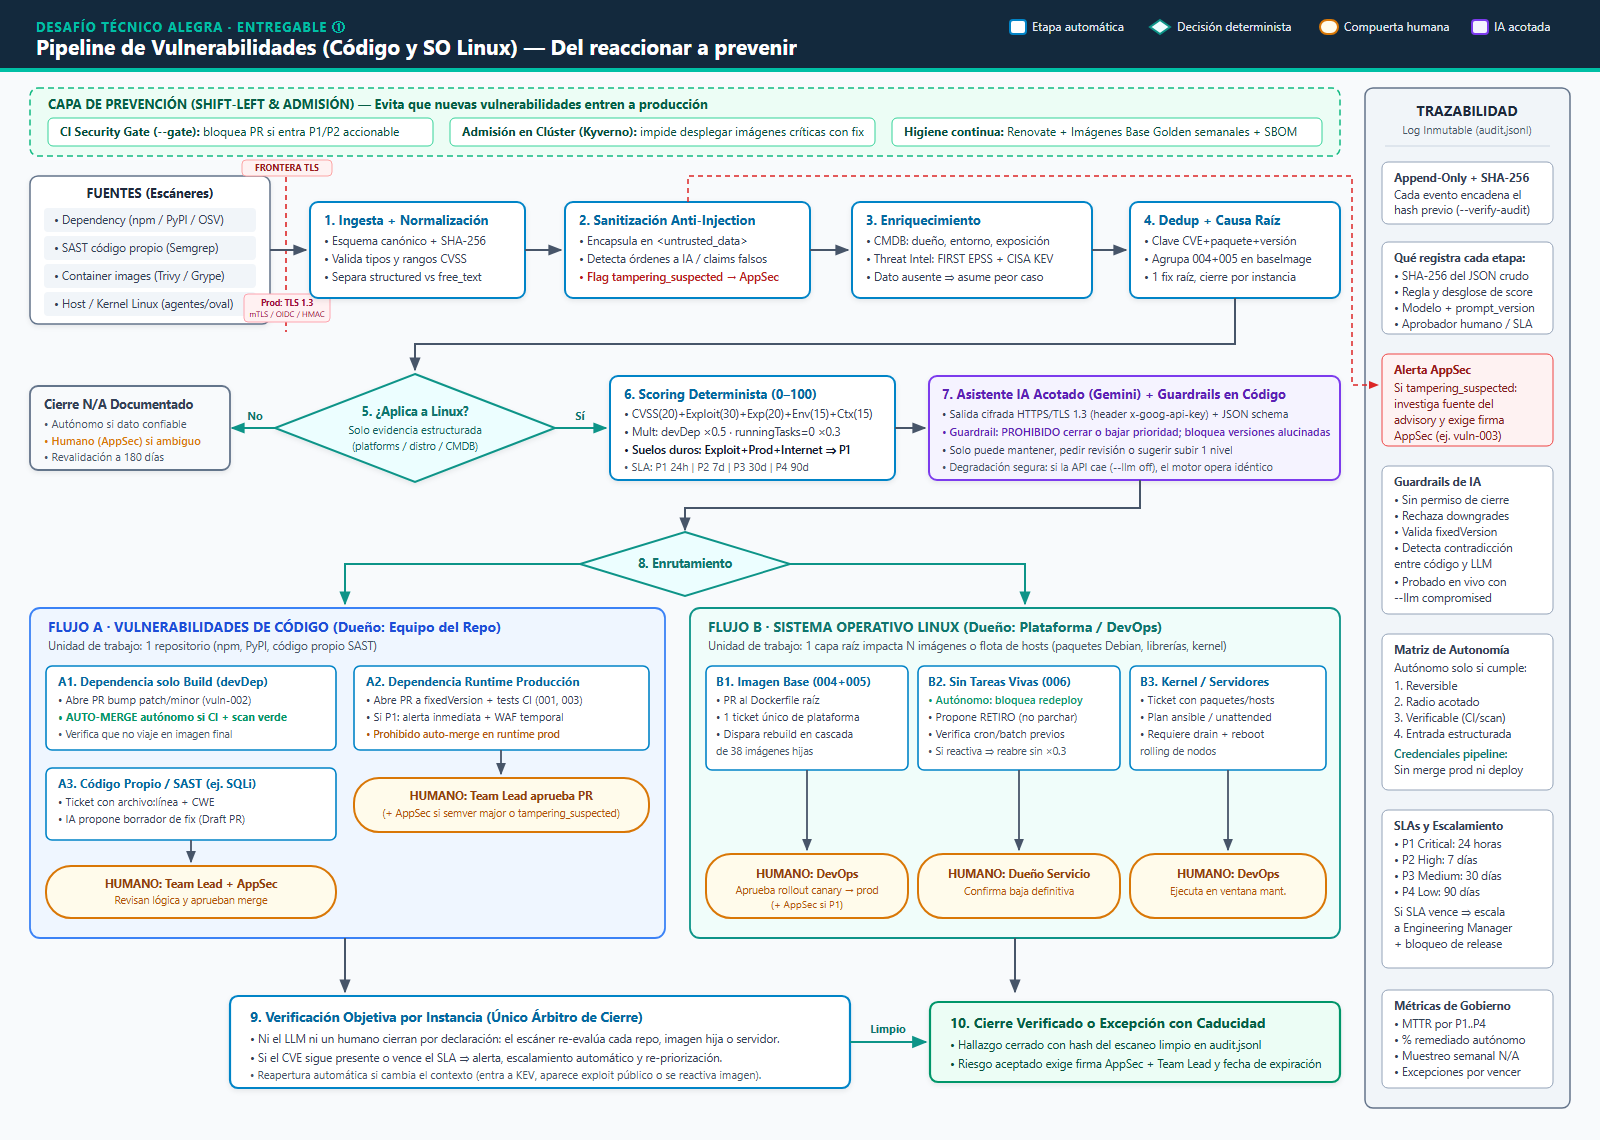 DESAFÍO TÉCNICO ALEGRA · ENTREGABLE ①
Pipeline de Vulnerabilidades (Código y SO Linux) — Del reaccionar a prevenir
Etapa automática
Decisión determinista
Compuerta humana
IA acotada
CAPA DE PREVENCIÓN (SHIFT-LEFT & ADMISIÓN) — Evita que nuevas vulnerabilidades entren a producción
CI Security Gate (--gate): bloquea PR si entra P1/P2 accionable
Admisión en Clúster (Kyverno): impide desplegar imágenes críticas con fix
Higiene continua: Renovate + Imágenes Base Golden semanales + SBOM
FRONTERA TLS
FUENTES (Escáneres)
• Dependency (npm / PyPI / OSV)
• SAST código propio (Semgrep)
• Container images (Trivy / Grype)
• Host / Kernel Linux (agentes/oval)
Prod: TLS 1.3
mTLS / OIDC / HMAC
1. Ingesta + Normalización
• Esquema canónico + SHA-256
• Valida tipos y rangos CVSS
• Separa structured vs free_text
2. Sanitización Anti-Injection
• Encapsula en <untrusted_data>
• Detecta órdenes a IA / claims falsos
• Flag tampering_suspected → AppSec
3. Enriquecimiento
• CMDB: dueño, entorno, exposición
• Threat Intel: FIRST EPSS + CISA KEV
• Dato ausente ⇒ asume peor caso
4. Dedup + Causa Raíz
• Clave CVE+paquete+versión
• Agrupa 004+005 en baseImage
• 1 fix raíz, cierre por instancia
Cierre N/A Documentado
• Autónomo si dato confiable
• Humano (AppSec) si ambiguo
• Revalidación a 180 días
No
5. ¿Aplica a Linux?
Solo evidencia estructurada
(platforms / distro / CMDB)
Sí
6. Scoring Determinista (0–100)
• CVSS(20)+Exploit(30)+Exp(20)+Env(15)+Ctx(15)
• Mult: devDep ×0.5 · runningTasks=0 ×0.3
• Suelos duros: Exploit+Prod+Internet ⇒ P1
• SLA: P1 24h | P2 7d | P3 30d | P4 90d
7. Asistente IA Acotado (Gemini) + Guardrails en Código
• Salida cifrada HTTPS/TLS 1.3 (header x-goog-api-key) + JSON schema
• Guardrail: PROHIBIDO cerrar o bajar prioridad; bloquea versiones alucinadas
• Solo puede mantener, pedir revisión o sugerir subir 1 nivel
• Degradación segura: si la API cae (--llm off), el motor opera idéntico
8. Enrutamiento
FLUJO A · VULNERABILIDADES DE CÓDIGO (Dueño: Equipo del Repo)
Unidad de trabajo: 1 repositorio (npm, PyPI, código propio SAST)
A1. Dependencia solo Build (devDep)
• Abre PR bump patch/minor (vuln-002)
• AUTO-MERGE autónomo si CI + scan verde
• Verifica que no viaje en imagen final
A2. Dependencia Runtime Producción
• Abre PR a fixedVersion + tests CI (001, 003)
• Si P1: alerta inmediata + WAF temporal
• Prohibido auto-merge en runtime prod
A3. Código Propio / SAST (ej. SQLi)
• Ticket con archivo:línea + CWE
• IA propone borrador de fix (Draft PR)
HUMANO: Team Lead aprueba PR
(+ AppSec si semver major o tampering_suspected)
HUMANO: Team Lead + AppSec
Revisan lógica y aprueban merge
FLUJO B · SISTEMA OPERATIVO LINUX (Dueño: Plataforma / DevOps)
Unidad de trabajo: 1 capa raíz impacta N imágenes o flota de hosts (paquetes Debian, librerías, kernel)
B1. Imagen Base (004+005)
• PR al Dockerfile raíz
• 1 ticket único de plataforma
• Dispara rebuild en cascada
de 38 imágenes hijas
B2. Sin Tareas Vivas (006)
• Autónomo: bloquea redeploy
• Propone RETIRO (no parchar)
• Verifica cron/batch previos
• Si reactiva ⇒ reabre sin ×0.3
B3. Kernel / Servidores
• Ticket con paquetes/hosts
• Plan ansible / unattended
• Requiere drain + reboot
rolling de nodos
HUMANO: DevOps
Aprueba rollout canary → prod
(+ AppSec si P1)
HUMANO: Dueño Servicio
Confirma baja definitiva
HUMANO: DevOps
Ejecuta en ventana mant.
9. Verificación Objetiva por Instancia (Único Árbitro de Cierre)
• Ni el LLM ni un humano cierran por declaración: el escáner re-evalúa cada repo, imagen hija o servidor.
• Si el CVE sigue presente o vence el SLA ⇒ alerta, escalamiento automático y re-priorización.
• Reapertura automática si cambia el contexto (entra a KEV, aparece exploit público o se reactiva imagen).
Limpio
10. Cierre Verificado o Excepción con Caducidad
• Hallazgo cerrado con hash del escaneo limpio en audit.jsonl
• Riesgo aceptado exige firma AppSec + Team Lead y fecha de expiración
TRAZABILIDAD
Log Inmutable (audit.jsonl)
Append-Only + SHA-256
Cada evento encadena el
hash previo (--verify-audit)
Qué registra cada etapa:
• SHA-256 del JSON crudo
• Regla y desglose de score
• Modelo + prompt_version
• Aprobador humano / SLA
Alerta AppSec
Si tampering_suspected:
investiga fuente del
advisory y exige firma
AppSec (ej. vuln-003)
Guardrails de IA
• Sin permiso de cierre
• Rechaza downgrades
• Valida fixedVersion
• Detecta contradicción
entre código y LLM
• Probado en vivo con
--llm compromised
Matriz de Autonomía
Autónomo solo si cumple:
1. Reversible
2. Radio acotado
3. Verificable (CI/scan)
4. Entrada estructurada
Credenciales pipeline:
Sin merge prod ni deploy
SLAs y Escalamiento
• P1 Critical: 24 horas
• P2 High: 7 días
• P3 Medium: 30 días
• P4 Low: 90 días
Si SLA vence ⇒ escala
a Engineering Manager
+ bloqueo de release
Métricas de Gobierno
• MTTR por P1..P4
• % remediado autónomo
• Muestreo semanal N/A
• Excepciones por vencer